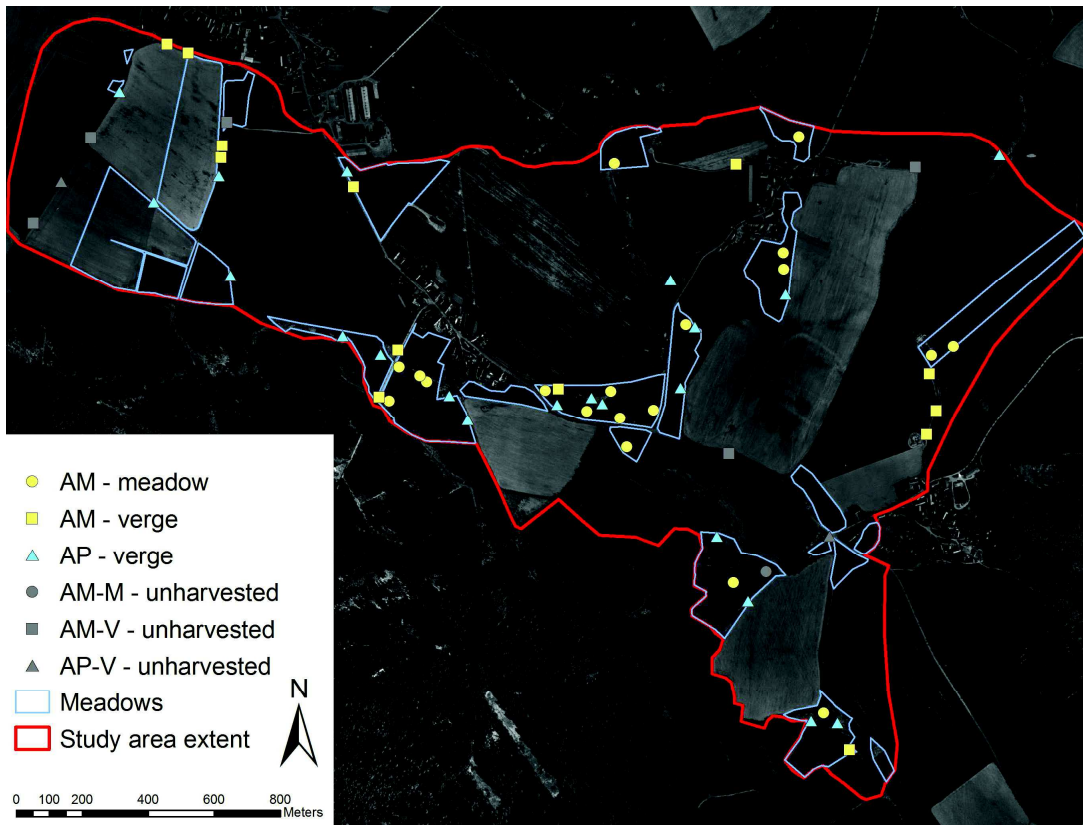 AM - meadow
AM - verge
AP - verge
AM-M - unharvested
AM-V - unharvested
AP-V - unharvested
Meadows
Study area extent
N
0 100 200 400 600 800
Meters